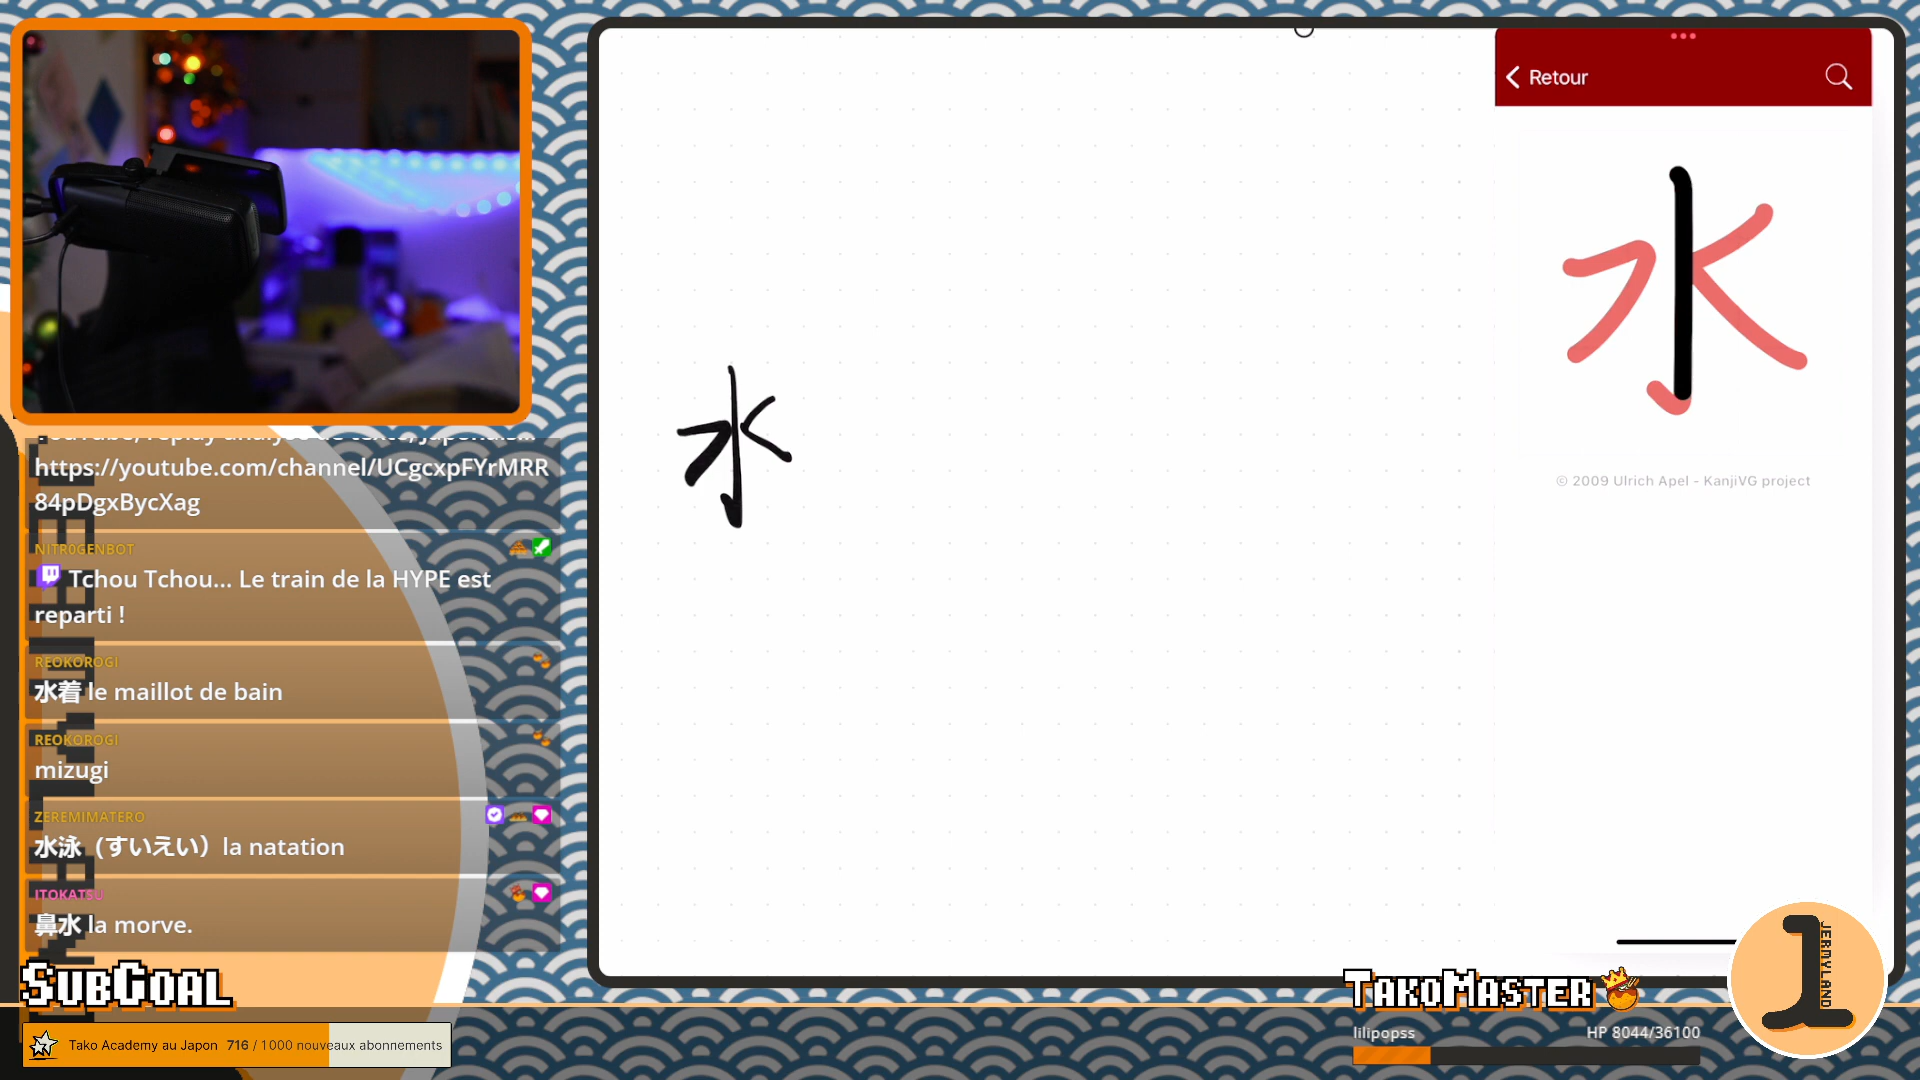 https://youtube.com/channel/UCgcxpFYrMRR
84pDgxBycXag
NITR0GENBOT
Tchou Tchou... Le train de la HYPE est
reparti !
REOKOROGI
水着 le maillot de bain
REOKOROGI
mizugi
ZEREMIMATERO
水泳（すいえい）la natation
ITOKATSU
鼻水 la morve.
SUBGOAL
Tako Academy au Japon 716 / 1000 nouveaux abonnements
水
Retour
水
© 2009 Ulrich Apel - KanjiVG project
TAKOMASTER
lilipopss HP 8044/36100
1
JEREMYLAND